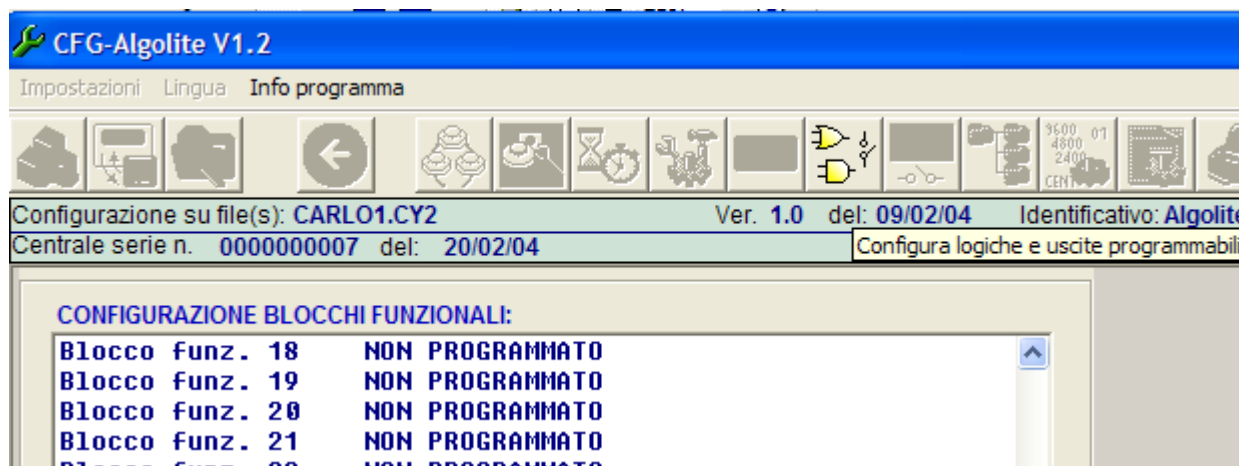 CFG-Algolite V1.2
Impostazioni Lingua Info programma
9600 01
4800
2400
CENT
Configurazione su file(s): CARLO1.CY2 Ver. 1.0 del: 09/02/04 Identificativo: Algolite
Centrale serie n. 0000000007 del: 20/02/04
Configura logiche e uscite programmabili
CONFIGURAZIONE BLOCCHI FUNZIONALI:
Blocco funz. 18 NON PROGRAMMATO
Blocco funz. 19 NON PROGRAMMATO
Blocco funz. 20 NON PROGRAMMATO
Blocco funz. 21 NON PROGRAMMATO